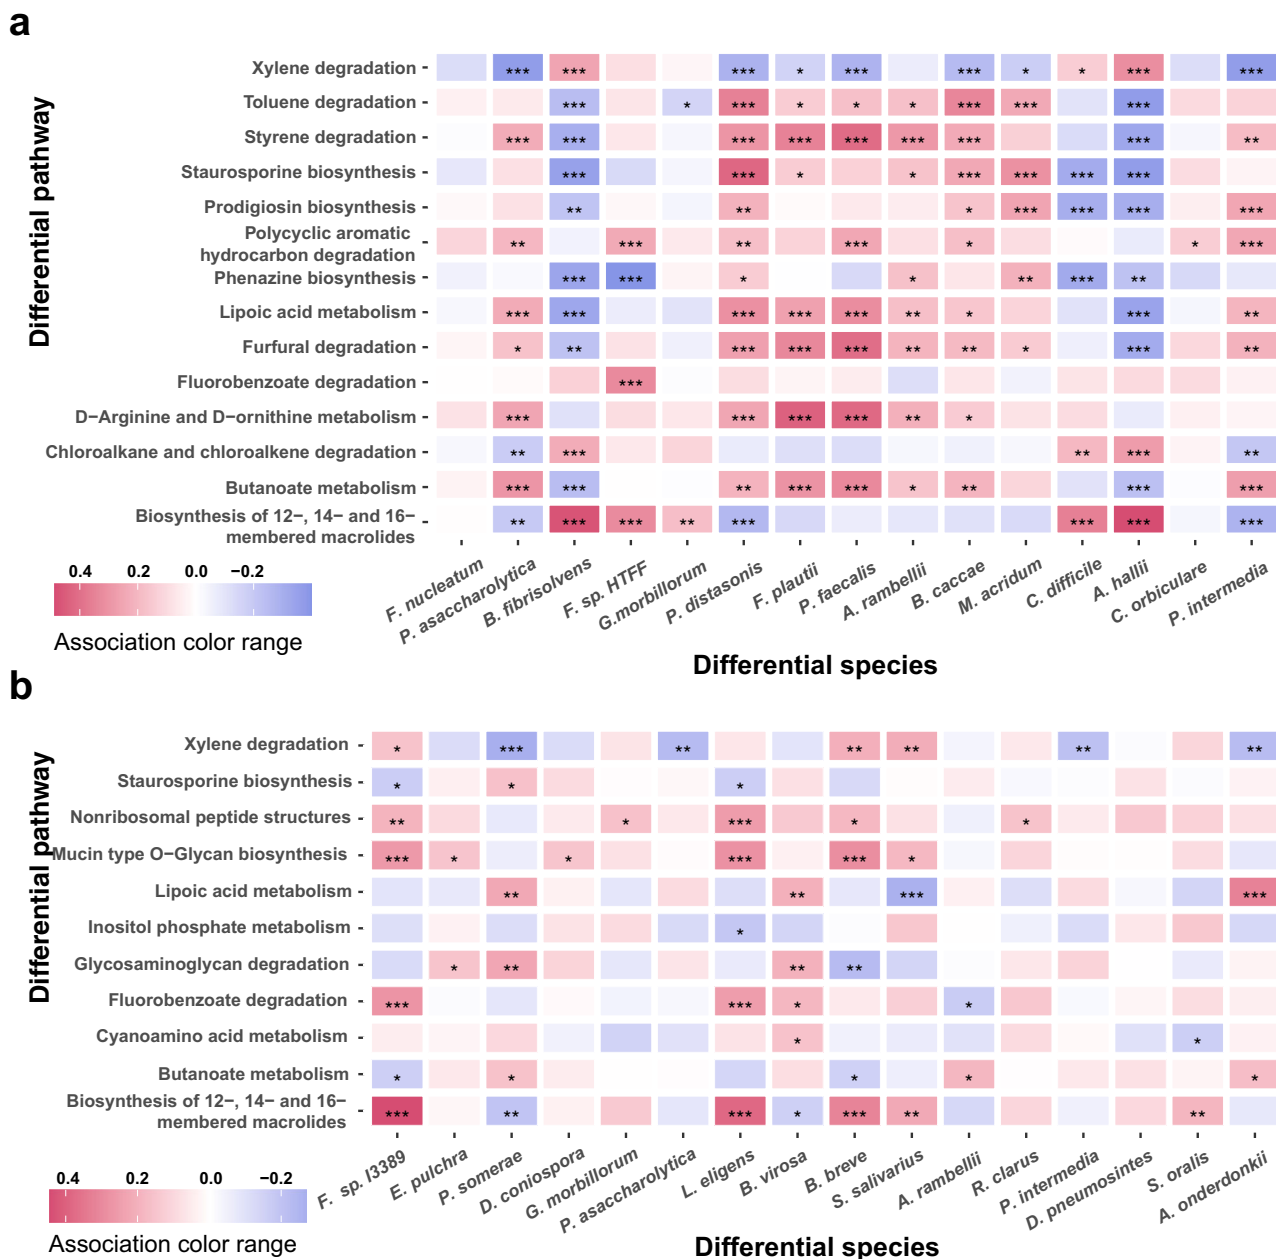 a
Differential pathway
Xylene degradation
*** *** *** * *** *** * * *** ***
Toluene degradation
*** * *** * * * *** *** ***
Styrene degradation
*** *** *** *** *** *** *** *** **
Staurosporine biosynthesis
*** *** * * *** *** *** ***
Prodigiosin biosynthesis
** ** * *** *** *** ***
Polycyclic aromatic
hydrocarbon degradation
** *** ** *** * * ***
Phenazine biosynthesis
*** *** * * ** *** **
Lipoic acid metabolism
*** *** *** *** *** ** * *** **
Furfural degradation
* ** *** *** *** ** ** * *** **
Fluorobenzoate degradation
***
D−Arginine and D−ornithine metabolism
*** *** *** *** ** *
Chloroalkane and chloroalkene degradation
** *** ** *** **
Butanoate metabolism
*** *** ** *** *** * ** *** ***
Biosynthesis of 12−, 14− and 16−
membered macrolides
** *** *** ** *** *** *** ***
F. nucleatum
P. asaccharolytica
B. fibrisolvens
F. sp. HTFF
G.morbillorum
P. distasonis
F. plautii
P. faecalis
A. rambellii
B. caccae
M. acridum
C. difficile
A. hallii
C. orbiculare
P. intermedia
0.4 0.2 0.0 −0.2
Association color range
Differential species
b
Differential pathway
Xylene degradation
* *** ** ** ** ** **
Staurosporine biosynthesis
* * *
Nonribosomal peptide structures
** * *** * *
Mucin type O−Glycan biosynthesis
*** * * *** *** *
Lipoic acid metabolism
** ** *** ***
Inositol phosphate metabolism
*
Glycosaminoglycan degradation
* ** ** **
Fluorobenzoate degradation
*** *** * *
Cyanoamino acid metabolism
* *
Butanoate metabolism
* * * * *
Biosynthesis of 12−, 14− and 16−
membered macrolides
*** ** *** * *** ** **
F. sp. I3389
E. pulchra
P. somerae
D. coniospora
G. morbillorum
P. asaccharolytica
L. eligens
B. virosa
B. breve
S. salivarius
A. rambellii
R. clarus
P. intermedia
D. pneumosintes
S. oralis
A. onderdonkii
0.4 0.2 0.0 −0.2
Association color range
Differential species